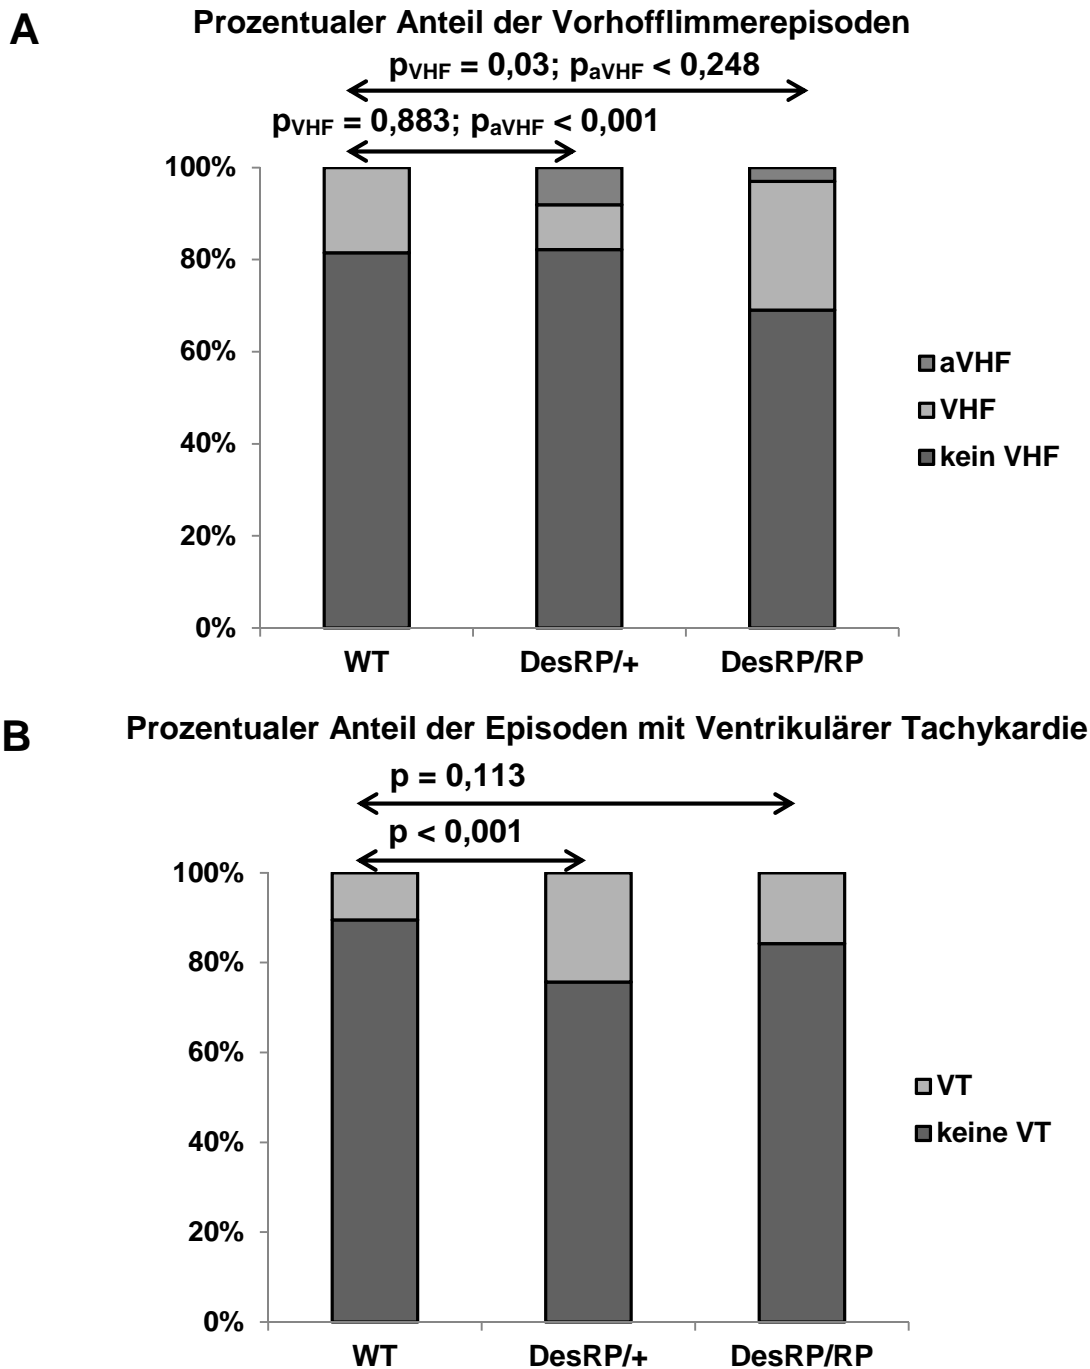 A
Prozentualer Anteil der Vorhofflimmerepisoden
pVHF = 0,03; paVHF < 0,248
pVHF = 0,883; paVHF < 0,001
100%
80%
60%
40%
20%
0%
aVHF
VHF
kein VHF
WT
DesRP/+
DesRP/RP
B
Prozentualer Anteil der Episoden mit Ventrikulärer Tachykardie
p = 0,113
p < 0,001
100%
80%
60%
40%
20%
0%
VT
keine VT
WT
DesRP/+
DesRP/RP